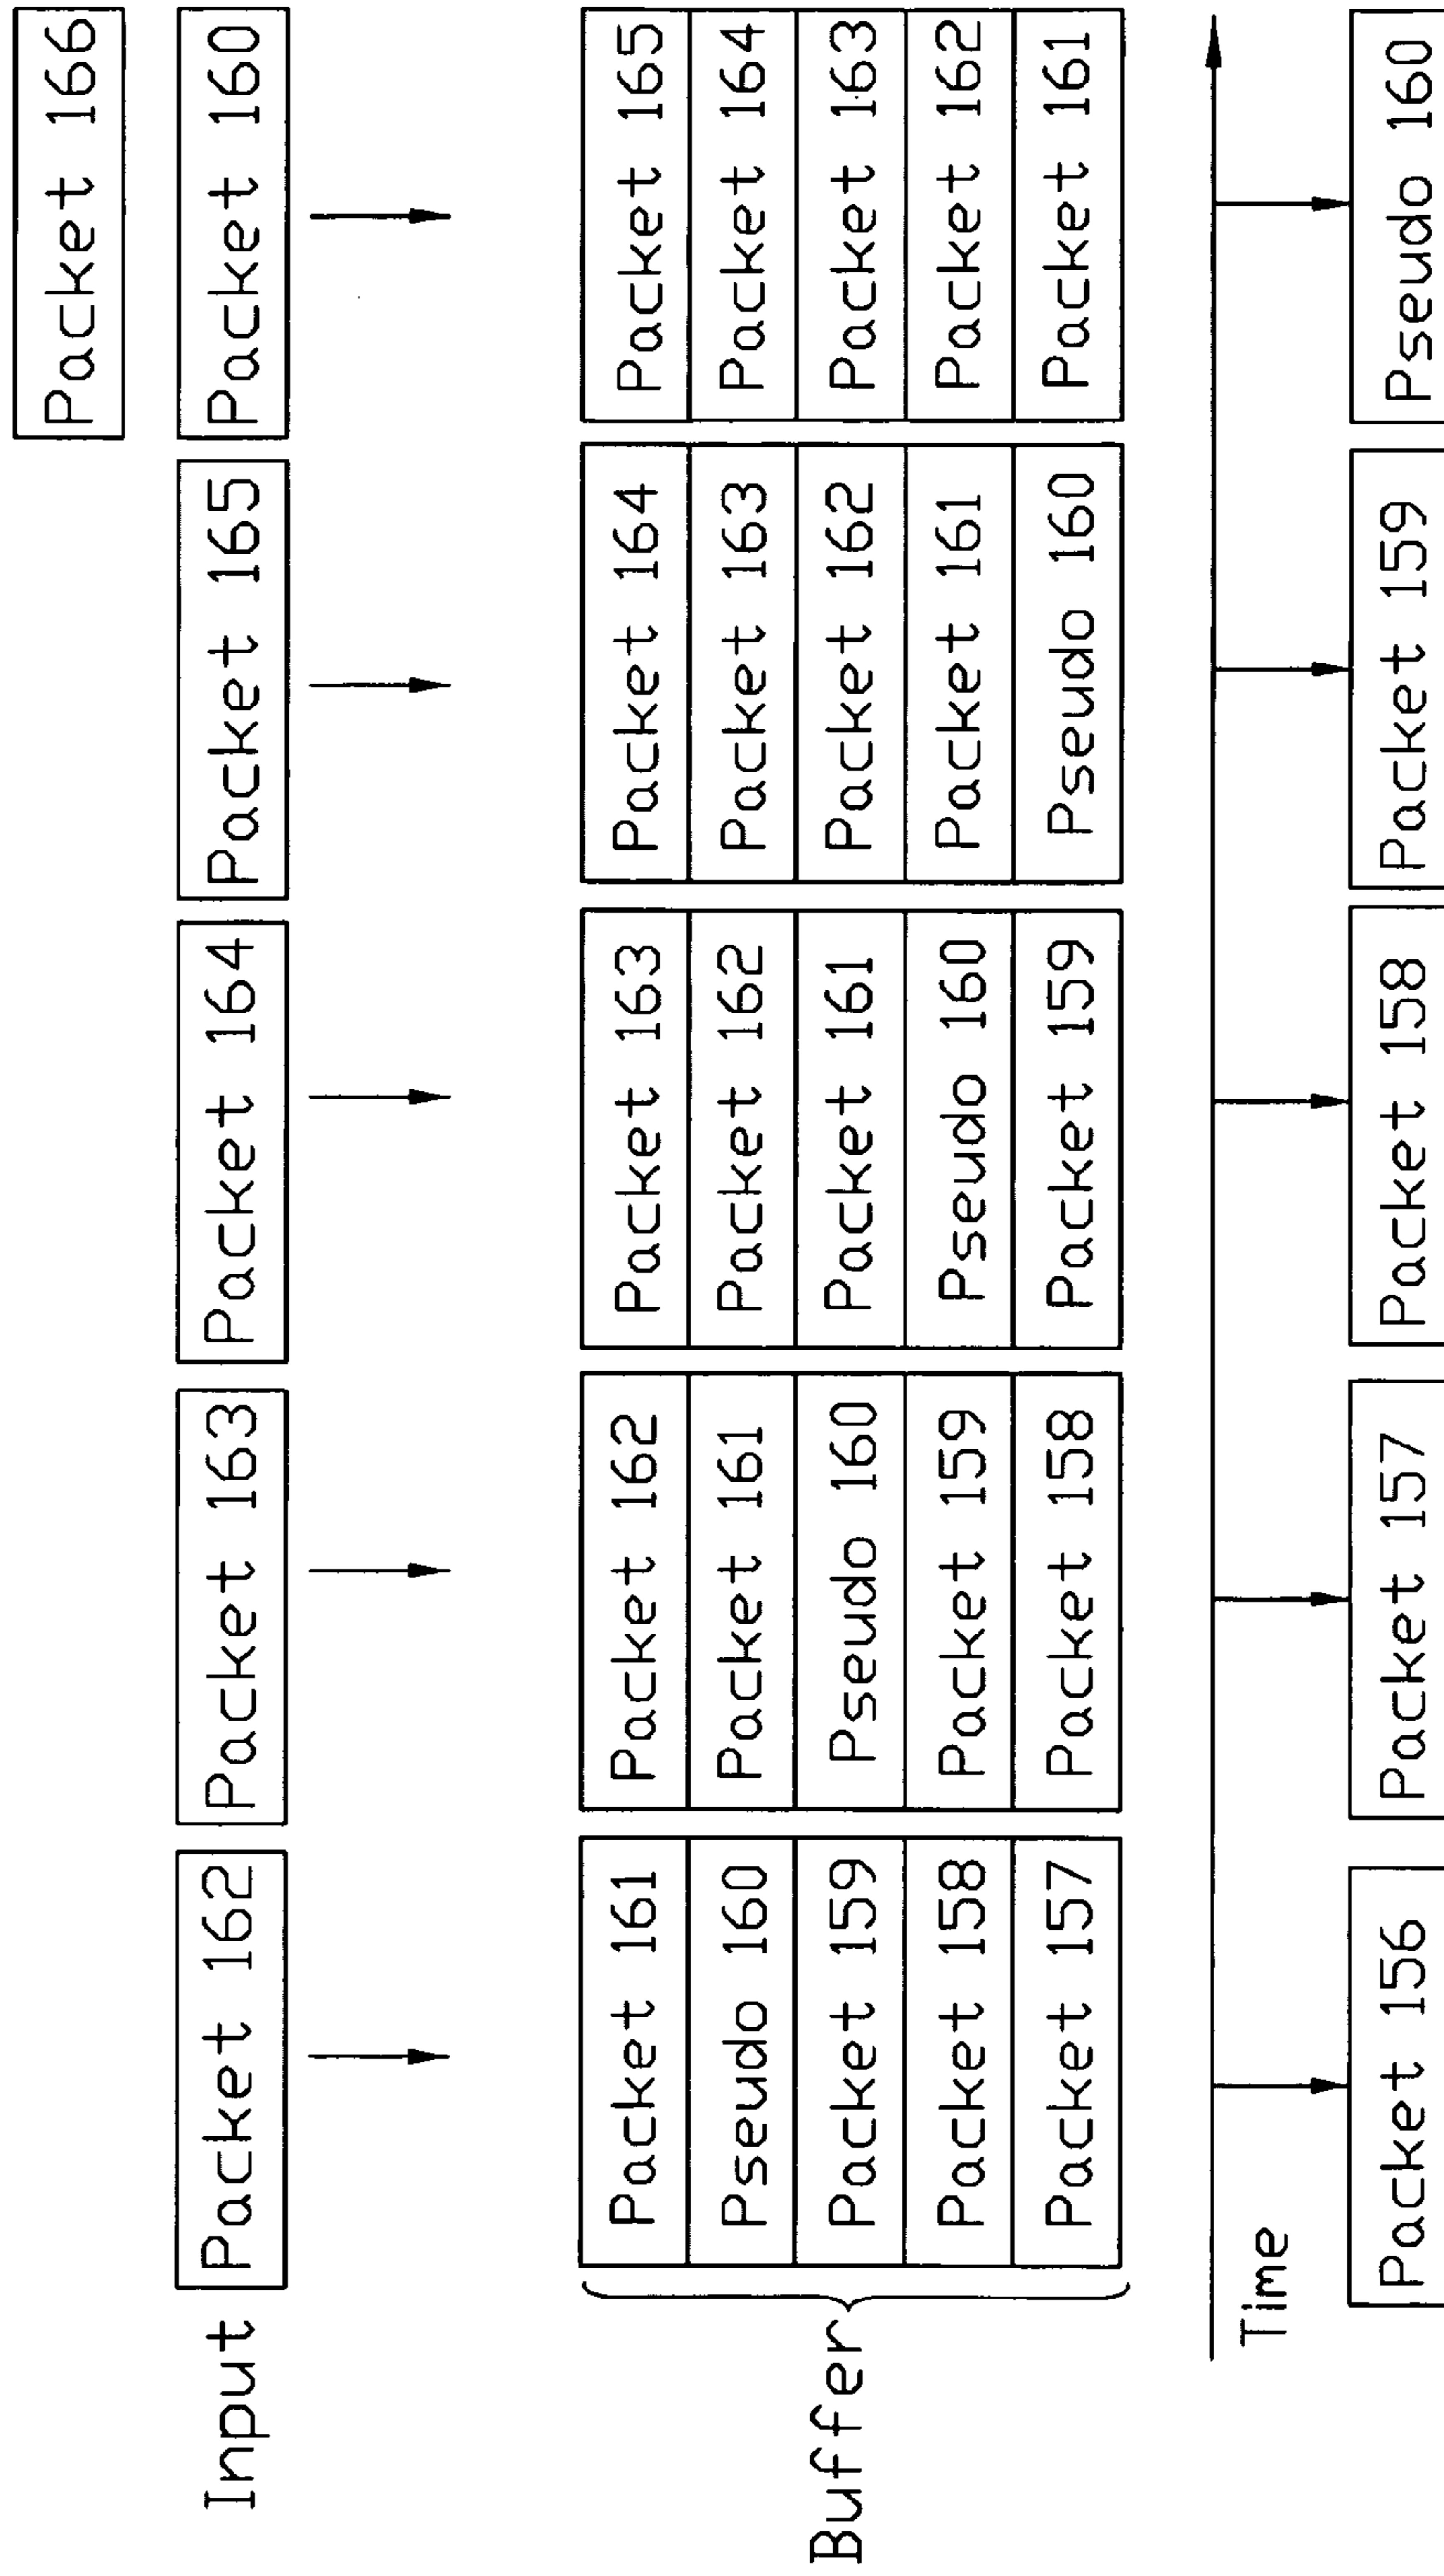 Packet 166
Input Packet 162 Packet 163 Packet 164 Packet 165 Packet 160
Packet 161 Packet 162 Packet 163 Packet 164 Packet 165
Pseudo 160 Packet 161 Packet 162 Packet 163 Packet 164
Buffer Packet 159 Pseudo 160 Packet 161 Packet 162 Packet 163
Packet 158 Packet 159 Pseudo 160 Packet 161 Packet 162
Packet 157 Packet 158 Packet 159 Pseudo 160 Packet 161
Time
Packet 156 Packet 157 Packet 158 Packet 159 Pseudo 160